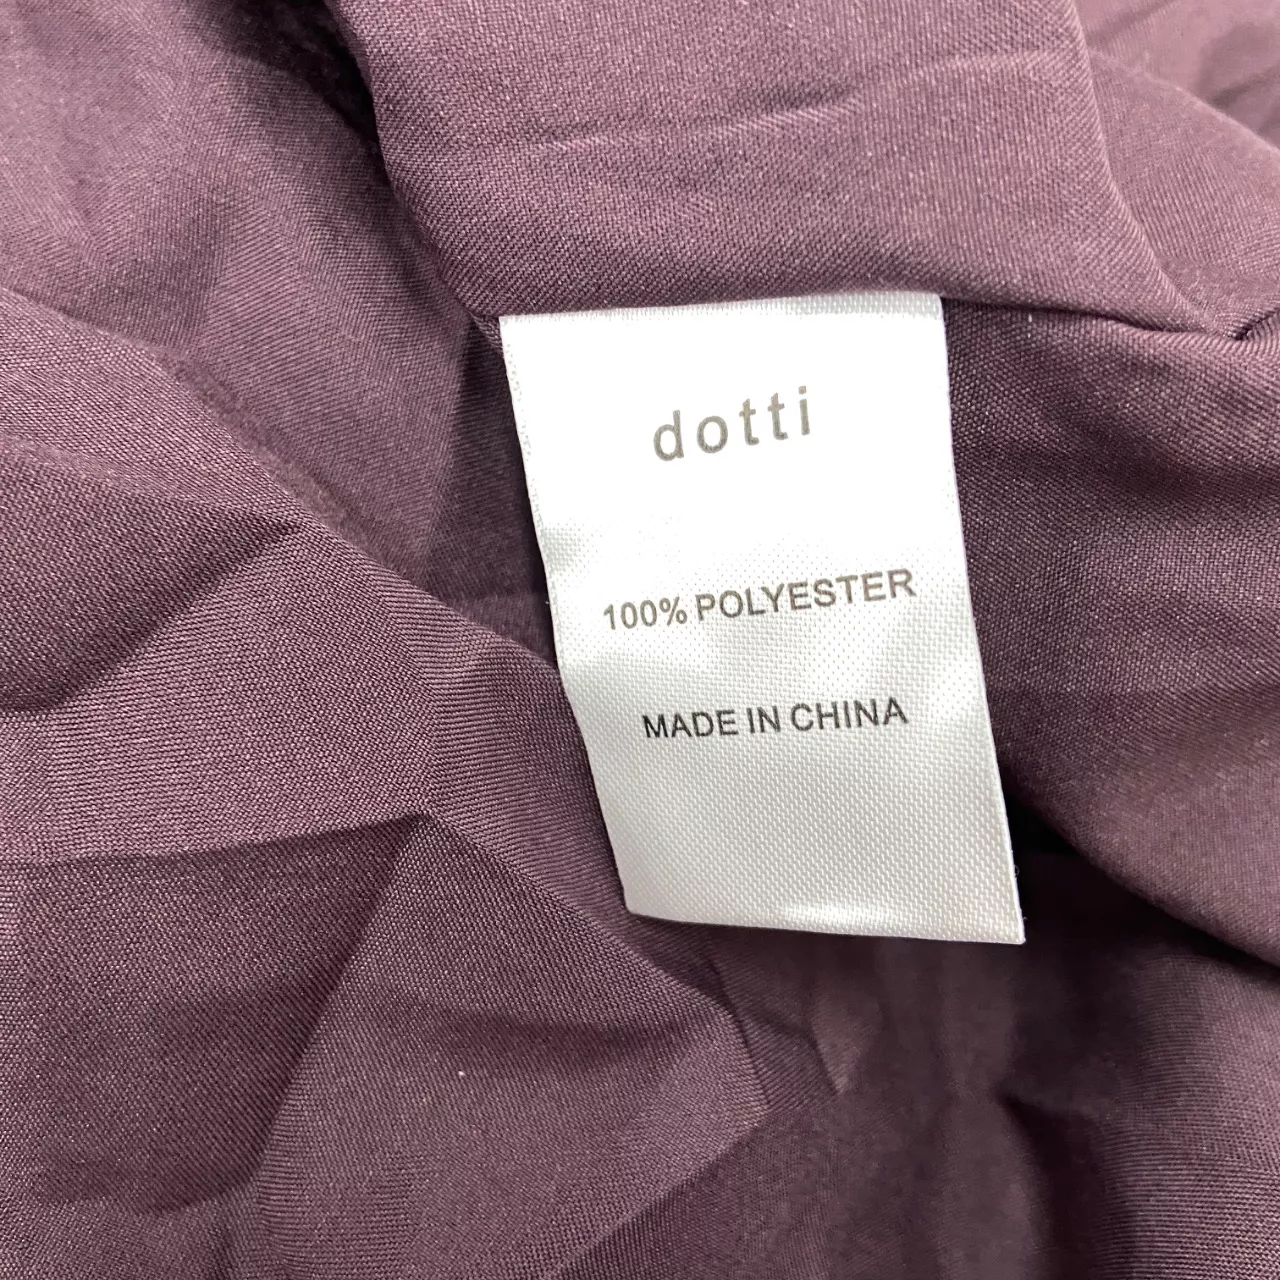 dotti
100% POLYESTER
MADE IN CHINA